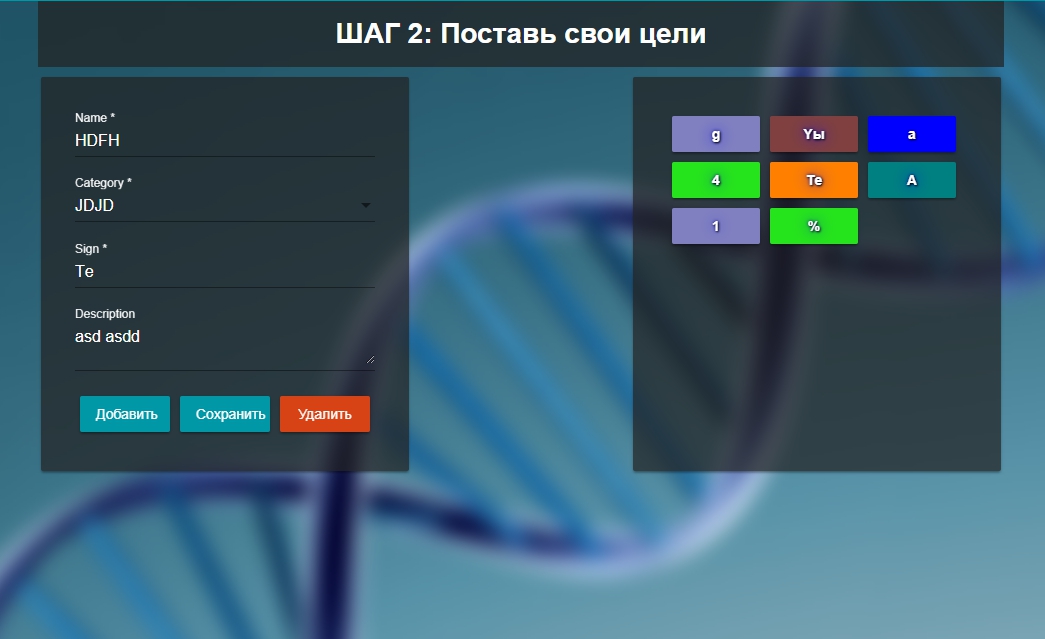 ШАГ 2: Поставь свои цели
Name *
HDFH
Category *
JDJD
Sign *
Te
Description
asd asdd
Добавить Сохранить Удалить
g Yы a
4 Te A
1 %